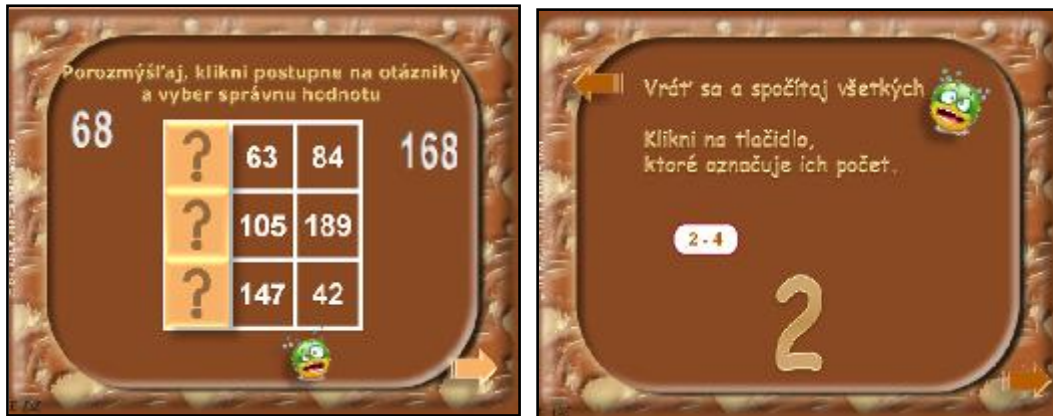 Porozmýšľaj, klikni postupne na otázniky
a vyber správnu hodnotu
68
168
? 63 84
? 105 189
? 147 42
Vráť sa a spočítaj všetkých
Klikni na tlačidlo,
ktoré označuje ich počet.
2 - 4
2